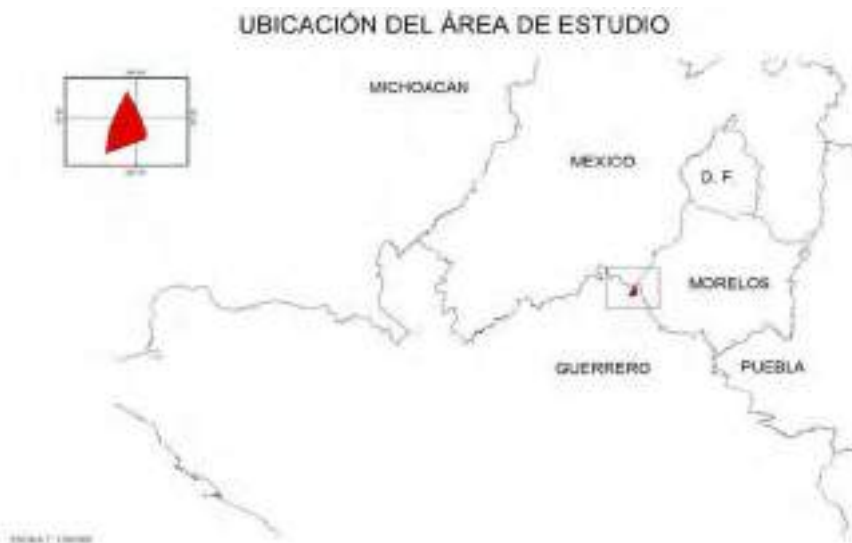 UBICACIÓN DEL ÁREA DE ESTUDIO
MICHOACAN
MEXICO
D. F.
MORELOS
GUERRERO
PUEBLA